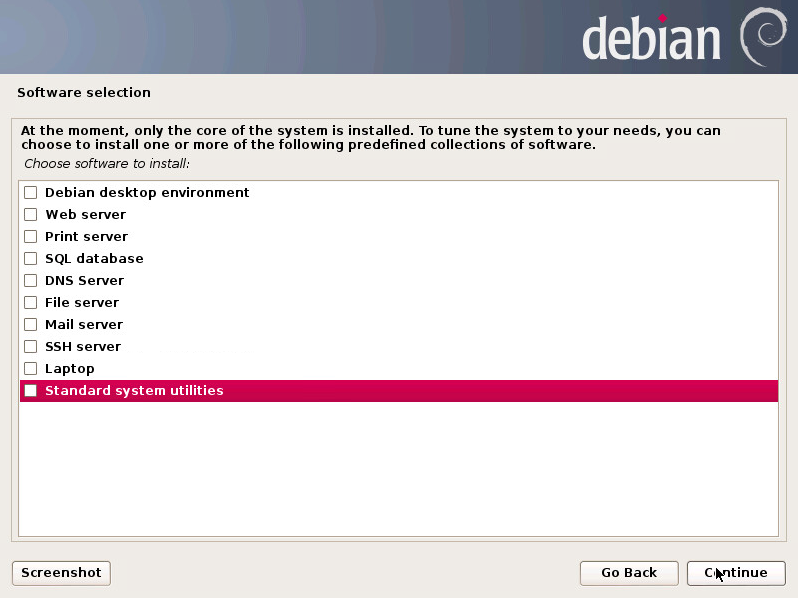 debian
Software selection
At the moment, only the core of the system is installed. To tune the system to your needs, you can
choose to install one or more of the following predefined collections of software.
Choose software to install:
Debian desktop environment
Web server
Print server
SQL database
DNS Server
File server
Mail server
SSH server
Laptop
Standard system utilities
Screenshot
Go Back
Continue